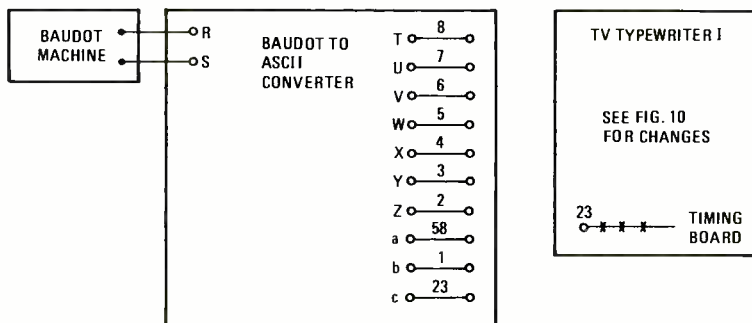 BAUDOT
MACHINE
R
S
BAUDOT TO
ASCII
CONVERTER
T 8
U 7
V 6
W 5
X 4
Y 3
Z 2
a 58
b 1
c 23
TV TYPEWRITER I
SEE FIG. 10
FOR CHANGES
23
TIMING
BOARD